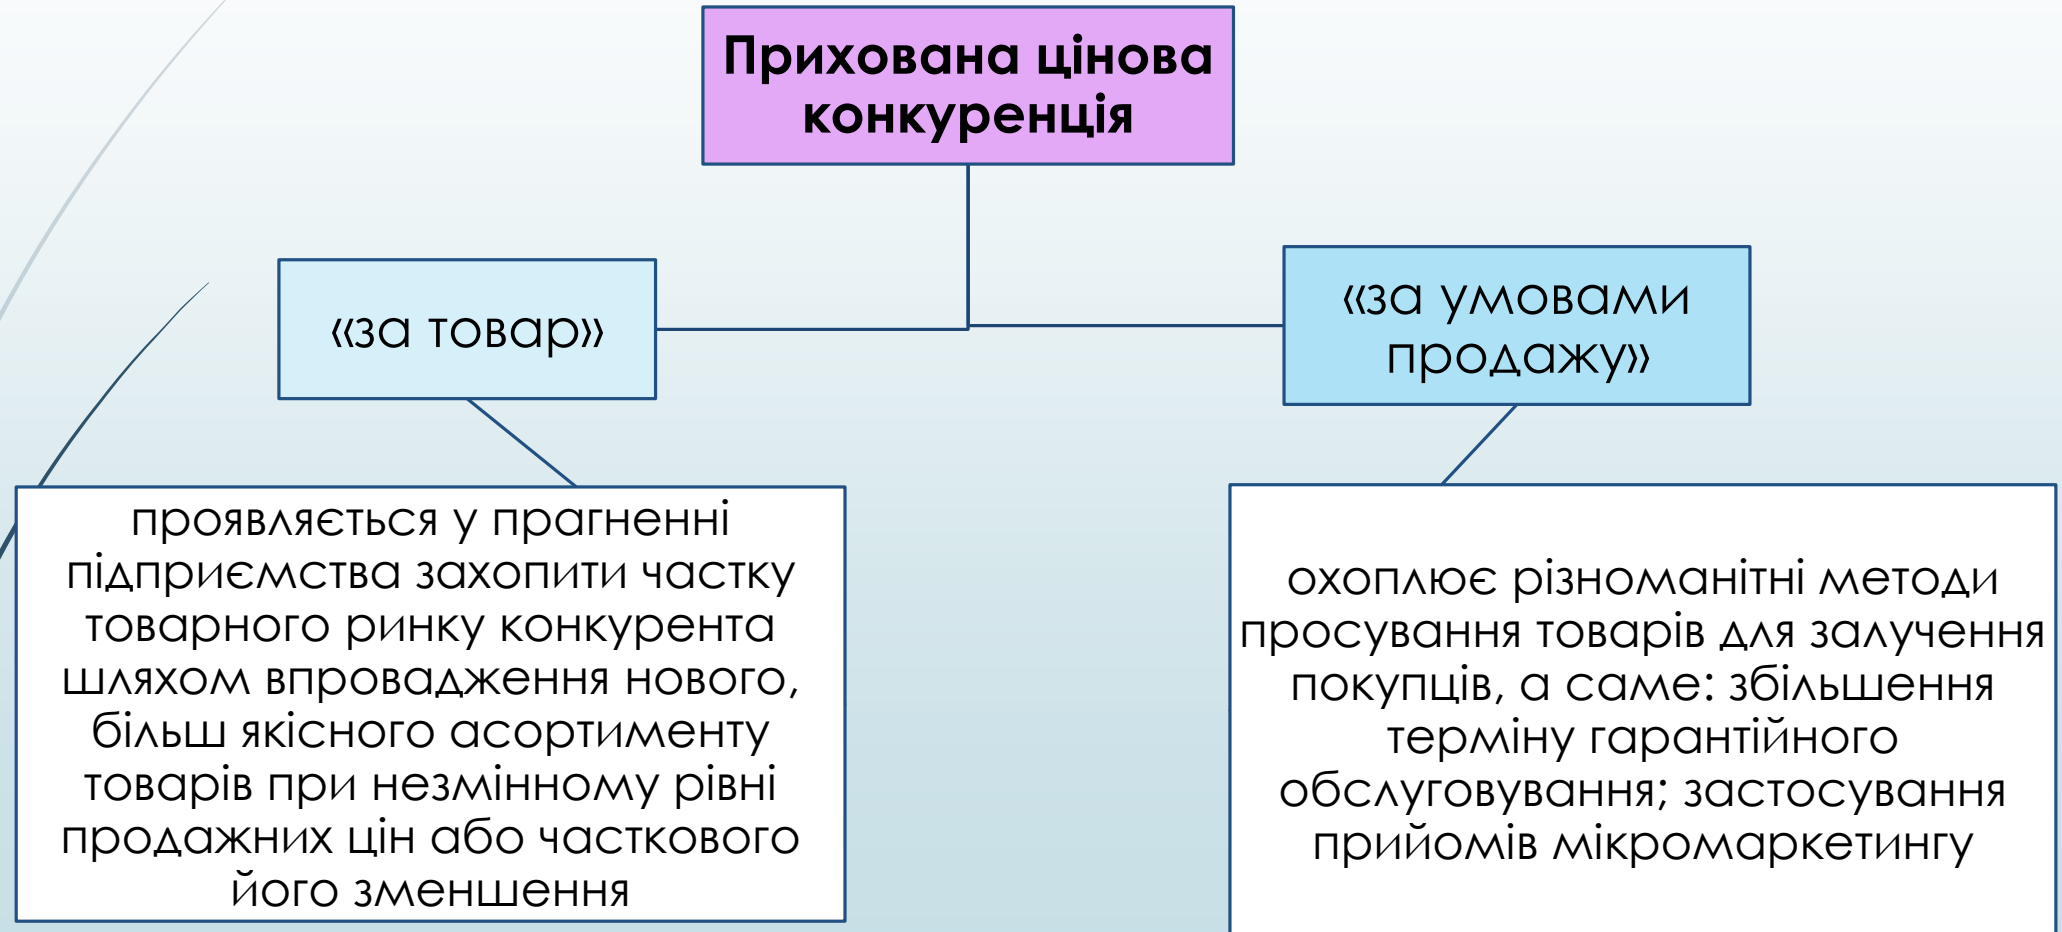 Прихована цінова
конкуренція
«за товар»
«за умовами
продажу»
проявляється у прагненні
підприємства захопити частку
товарного ринку конкурента
шляхом впровадження нового,
більш якісного асортименту
товарів при незмінному рівні
продажних цін або часткового
його зменшення
охоплює різноманітні методи
просування товарів для залучення
покупців, а саме: збільшення
терміну гарантійного
обслуговування; застосування
прийомів мікромаркетингу